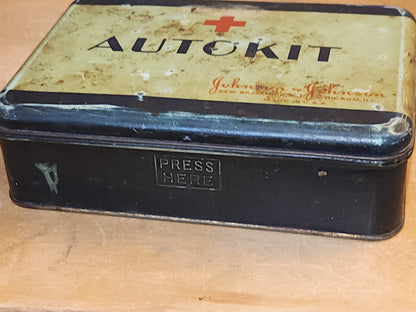 AUTOKIT
Johnson & Johnson
NEW BRUNSWICK, N.J. CHICAGO, ILL.
MADE IN U.S.A.
PRESS
HERE